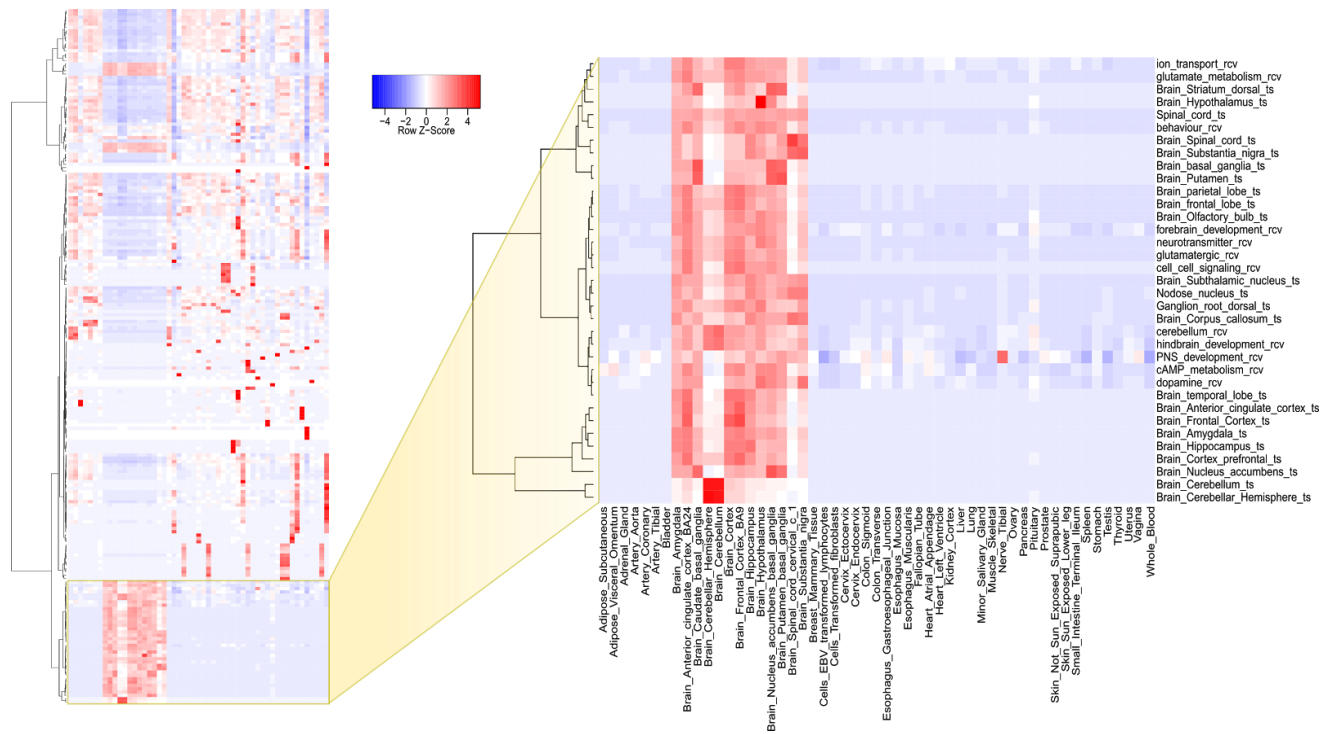 -4 -2 0 2 4
Row Z-Score
ion_transport_rcv
glutamate_metabolism_rcv
Brain_Striatum_dorsal_ts
Brain_Hypothalamus_ts
Spinal_cord_ts
behaviour_rcv
Brain_Spinal_cord_ts
Brain_Substantia_nigra_ts
Brain_basal_ganglia_ts
Brain_Putamen_ts
Brain_parietal_lobe_ts
Brain_frontal_lobe_ts
Brain_Olfactory_bulb_ts
forebrain_development_rcv
neurotransmitter_rcv
glutamatergic_rcv
cell_cell_signaling_rcv
Brain_Subthalamic_nucleus_ts
Nodose_nucleus_ts
Ganglion_root_dorsal_ts
Brain_Corpus_callosum_ts
cerebellum_rcv
hindbrain_development_rcv
PNS_development_rcv
cAMP_metabolism_rcv
dopamine_rcv
Brain_temporal_lobe_ts
Brain_Anterior_cingulate_cortex_ts
Brain_Frontal_Cortex_ts
Brain_Amygdala_ts
Brain_Hippocampus_ts
Brain_Cortex_prefrontal_ts
Brain_Nucleus_accumbens_ts
Brain_Cerebellum_ts
Brain_Cerebellar_Hemisphere_ts
Adipose_Subcutaneous
Adipose_Visceral_Omentum
Adrenal_Gland
Artery_Aorta
Artery_Coronary
Artery_Tibial
Bladder
Brain_Amygdala
Brain_Anterior_cingulate_cortex_BA24
Brain_Caudate_basal_ganglia
Brain_Cerebellar_Hemisphere
Brain_Cerebellum
Brain_Cortex
Brain_Frontal_Cortex_BA9
Brain_Hippocampus
Brain_Hypothalamus
Brain_Nucleus_accumbens_basal_ganglia
Brain_Putamen_basal_ganglia
Brain_Spinal_cord_cervical_c_1
Brain_Substantia_nigra
Breast_Mammary_Tissue
Cells_EBV_transformed_lymphocytes
Cells_Transformed_fibroblasts
Cervix_Ectocervix
Cervix_Endocervix
Colon_Sigmoid
Colon_Transverse
Esophagus_Gastroesophageal_Junction
Esophagus_Mucosa
Esophagus_Muscularis
Fallopian_Tube
Heart_Atrial_Appendage
Heart_Left_Ventricle
Kidney_Cortex
Liver
Lung
Minor_Salivary_Gland
Muscle_Skeletal
Nerve_Tibial
Ovary
Pancreas
Pituitary
Prostate
Skin_Not_Sun_Exposed_Suprapubic
Skin_Sun_Exposed_Lower_leg
Small_Intestine_Terminal_Ileum
Spleen
Stomach
Testis
Thyroid
Uterus
Vagina
Whole_Blood